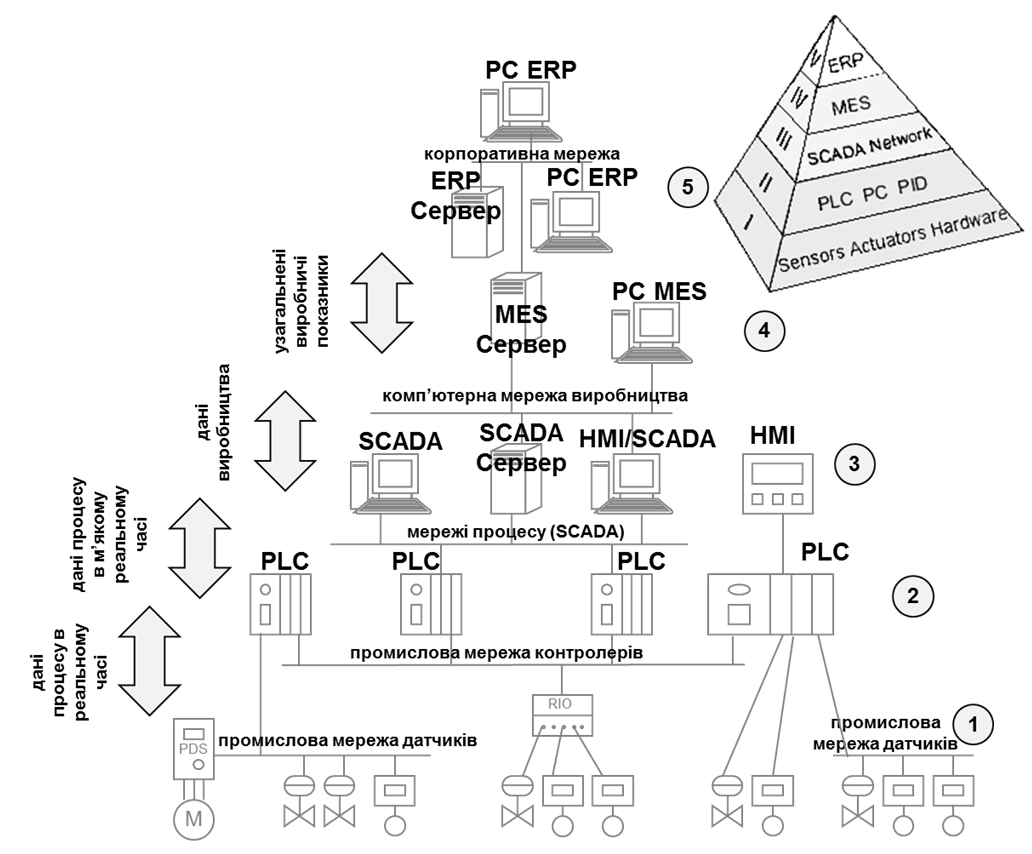 PC ERP
корпоративна мережа
ERP
Сервер
PC ERP
5
V
ERP
IV
MES
III
SCADA Network
II
PLC PC PID
I
Sensors Actuators Hardware
узагальнені
виробничі
показники
MES
Сервер
PC MES
4
комп’ютерна мережа виробництва
дані
виробництва
SCADA
SCADA
Сервер
HMI/SCADA
HMI
3
мережі процесу (SCADA)
дані процесу
в м’якому
реальному
часі
PLC
PLC
PLC
PLC
2
промислова мережа контролерів
дані
процесу в
реальному
часі
RIO
PDS
M
промислова мережа датчиків
промислова
мережа датчиків
1